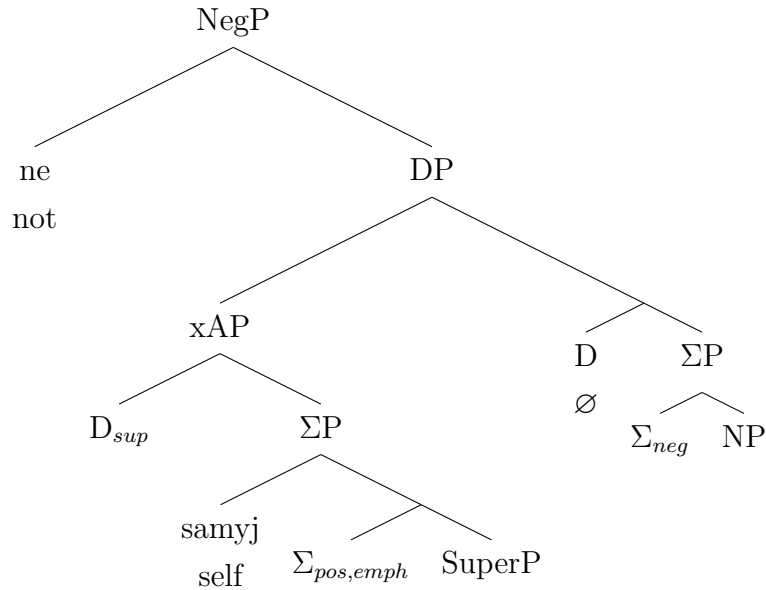 NegP
ne DP
not
xAP D ΣP
∅
D_sup ΣP Σ_neg NP
samyj Σ_pos,emph SuperP
self